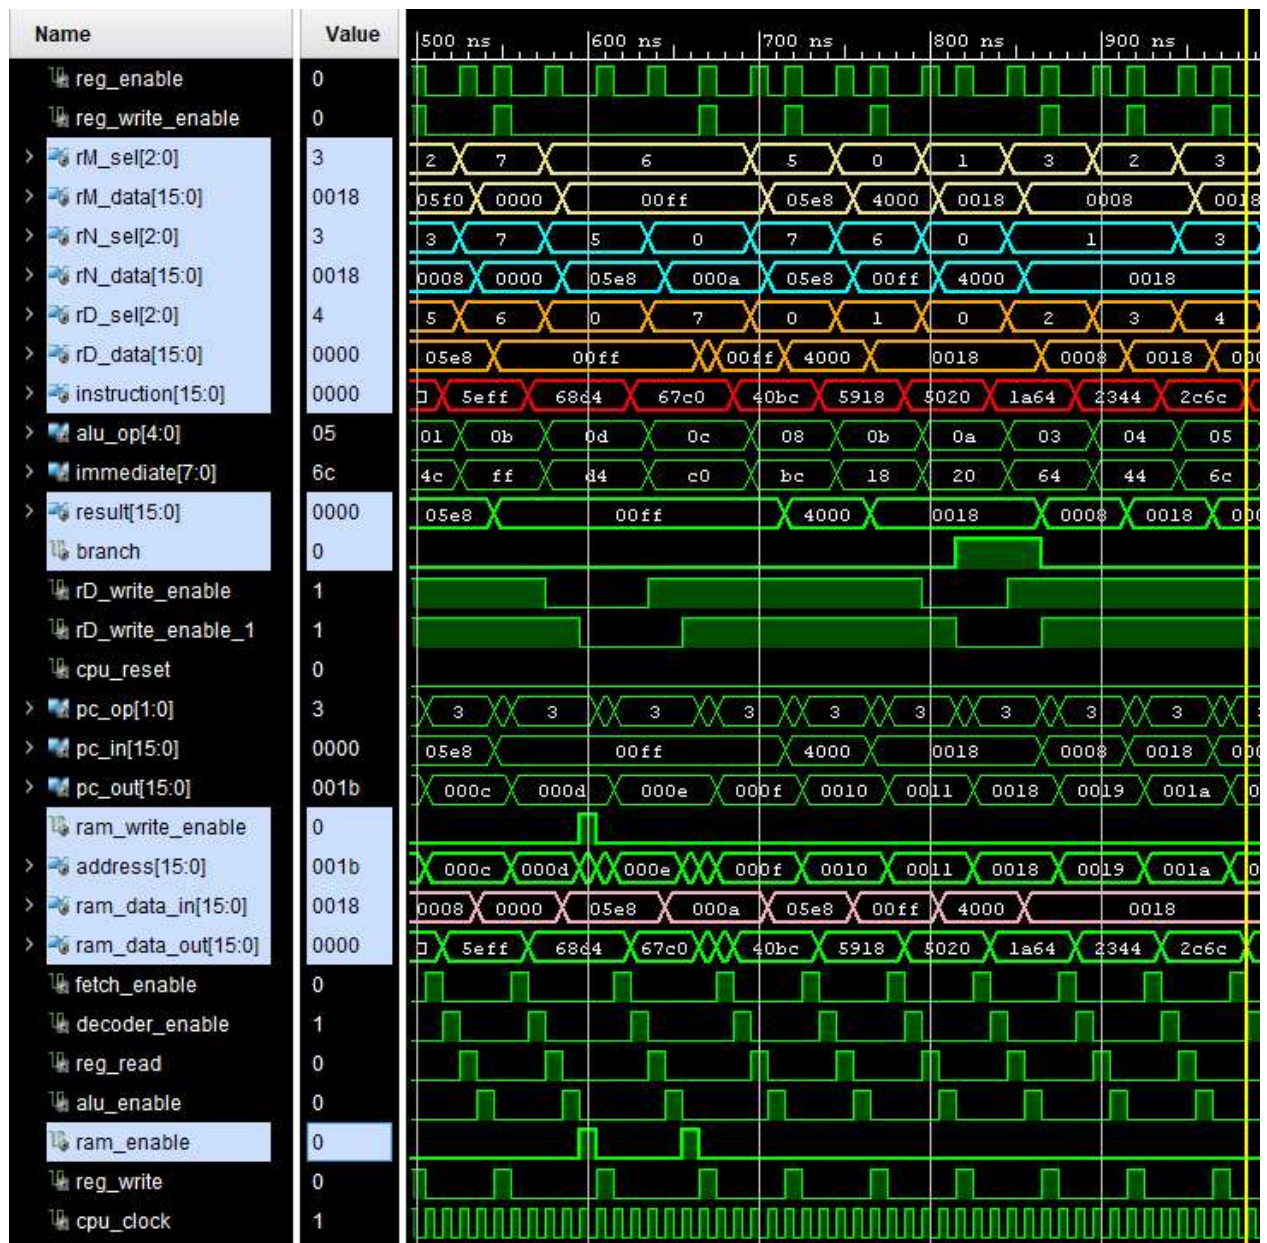 Name Value 500 ns 600 ns 700 ns 800 ns 900 ns
reg_enable 0
reg_write_enable 0
rM_sel[2:0] 3 2 7 6 5 0 1 3 2 3
rM_data[15:0] 0018 05f0 0000 00ff 05e8 4000 0018 0008 0018
rN_sel[2:0] 3 3 7 5 0 7 6 0 1 3
rN_data[15:0] 0018 0008 0000 05e8 000a 05e8 00ff 4000 0018
rD_sel[2:0] 4 5 6 0 7 0 1 0 2 3 4
rD_data[15:0] 0000 05e8 00ff 00ff 4000 0018 0008 0018 00
instruction[15:0] 0000 5eff 68d4 67c0 40bc 5918 5020 1a64 2344 2c6c
alu_op[4:0] 05 01 0b 0d 0c 08 0b 0a 03 04 05
immediate[7:0] 6c 4c ff d4 c0 bc 18 20 64 44 6c
result[15:0] 0000 05e8 00ff 4000 0018 0008 0018 00
branch 0
rD_write_enable 1
rD_write_enable_1 1
cpu_reset 0
pc_op[1:0] 3 3 3 3 3 3 3 3 3 3
pc_in[15:0] 0000 05e8 00ff 4000 0018 0008 0018 00
pc_out[15:0] 001b 000c 000d 000e 000f 0010 0011 0018 0019 001a 0
ram_write_enable 0
address[15:0] 001b 000c 000d 000e 000f 0010 0011 0018 0019 001a 0
ram_data_in[15:0] 0018 0008 0000 05e8 000a 05e8 00ff 4000 0018
ram_data_out[15:0] 0000 5eff 68d4 67c0 40bc 5918 5020 1a64 2344 2c6c
fetch_enable 0
decoder_enable 1
reg_read 0
alu_enable 0
ram_enable 0
reg_write 0
cpu_clock 1